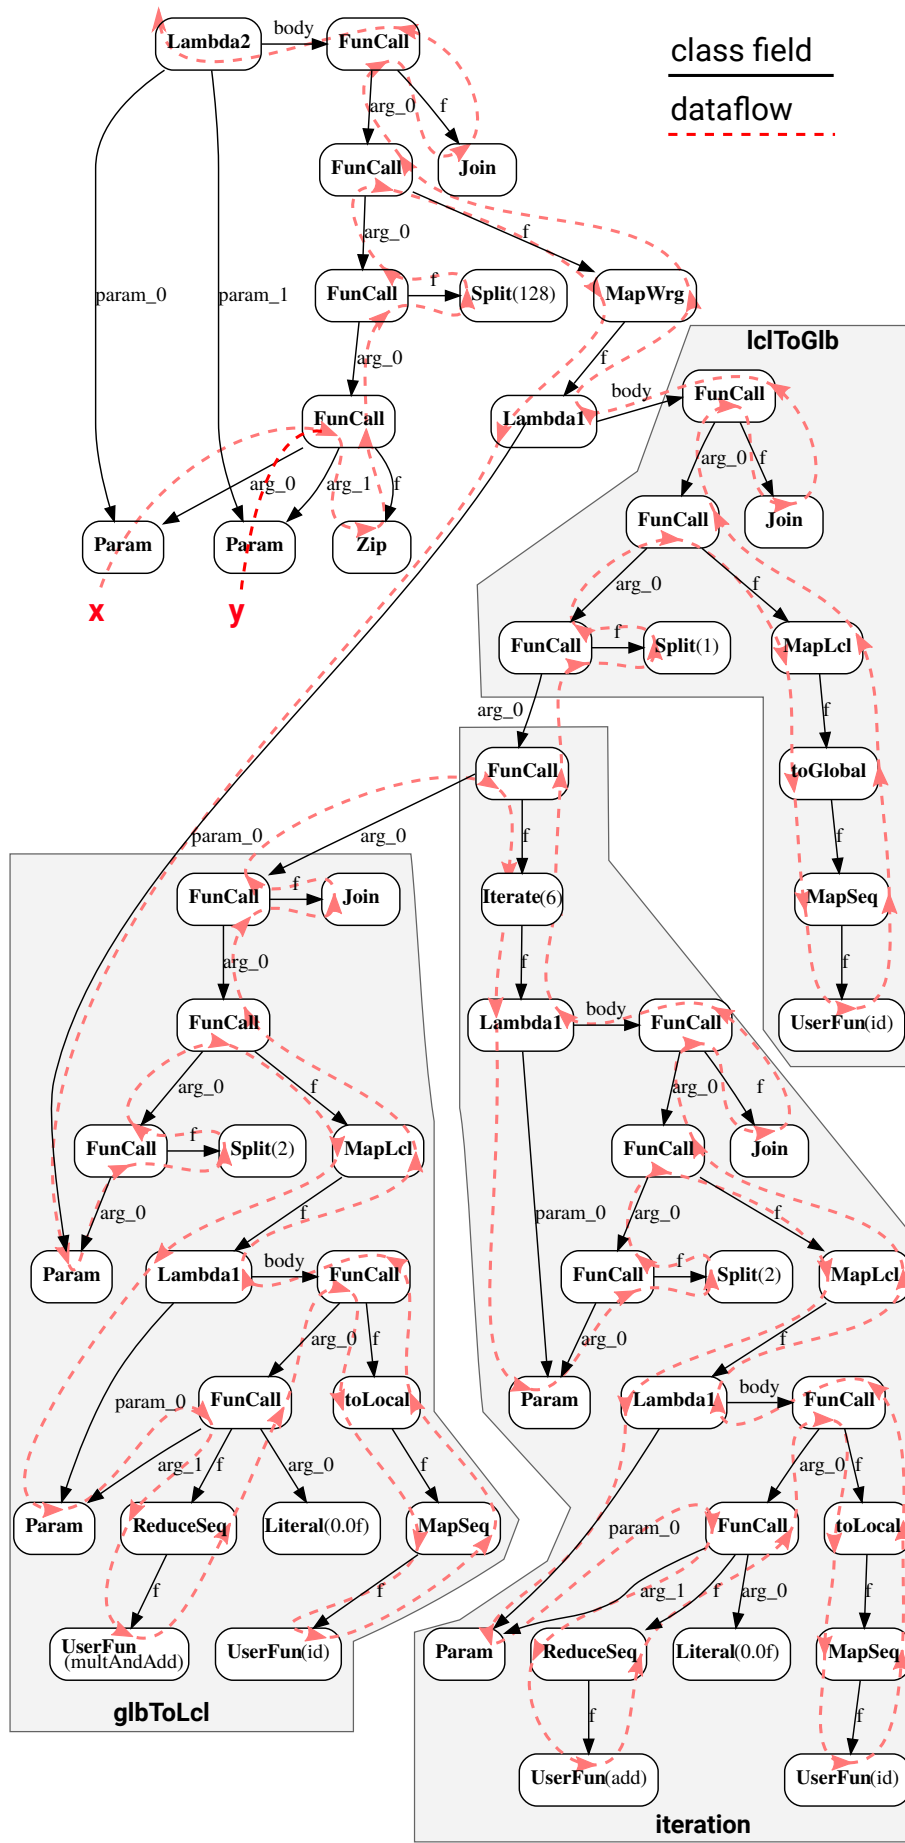 body
Lambda2 FunCall
class field
dataflow
arg_0 f
FunCall Join
f
arg_0
param_0 param_1
f
FunCall Split(128) MapWrg
lclToGlb
arg_0 f
body FunCall
FunCall Lambda1
arg_0 f
arg_0 arg_1 f
FunCall Join
Param Param Zip
arg_0 f
x y
f
FunCall Split(1) MapLcl
arg_0 f
FunCall toGlobal
param_0 arg_0 f f
f
FunCall Join Iterate(6) MapSeq
arg_0 f f
body
FunCall Lambda1 FunCall UserFun(id)
arg_0 f arg_0 f
f
FunCall Split(2) MapLcl FunCall Join
arg_0 f param_0 arg_0 f
body f
Param Lambda1 FunCall FunCall Split(2) MapLcl
arg_0 f arg_0 f
body
param_0 FunCall toLocal Param Lambda1 FunCall
arg_1 f arg_0 f arg_0 f
Param ReduceSeq Literal(0.0f) MapSeq param_0 FunCall toLocal
f f arg_1 f arg_0 f
UserFun
(multAndAdd) UserFun(id) Param ReduceSeq Literal(0.0f) MapSeq
glbToLcl f f
UserFun(add) UserFun(id)
iteration